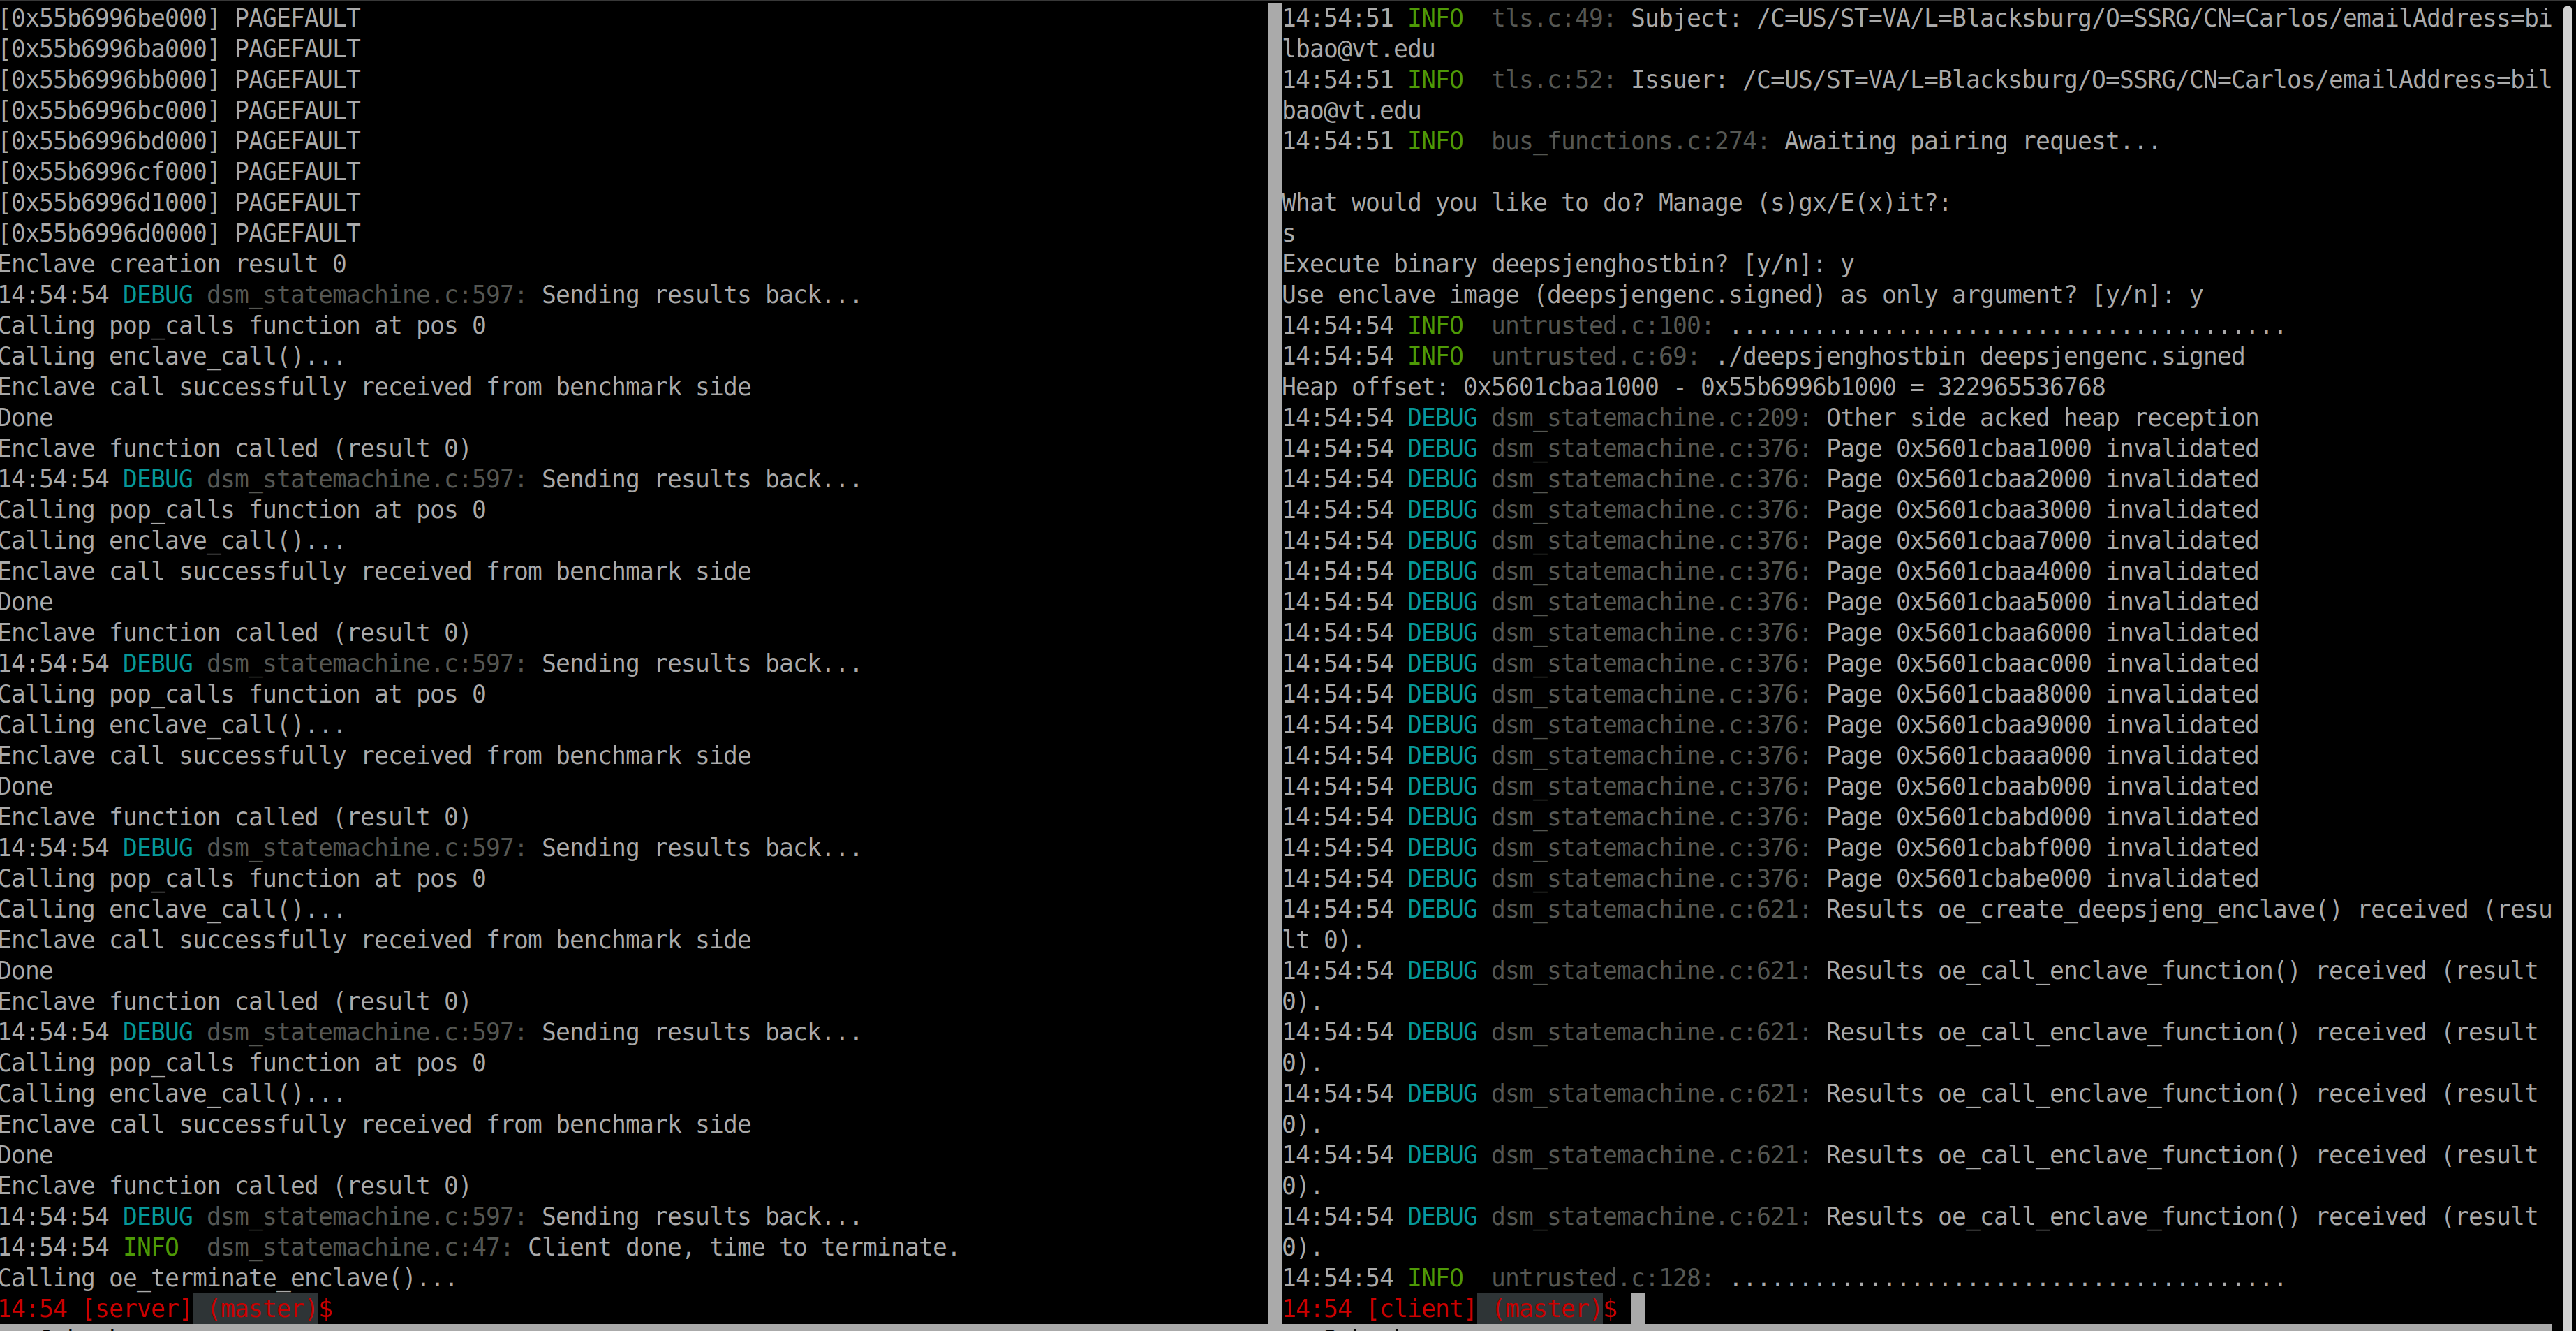 [0x55b6996be000] PAGEFAULT
[0x55b6996ba000] PAGEFAULT
[0x55b6996bb000] PAGEFAULT
[0x55b6996bc000] PAGEFAULT
[0x55b6996bd000] PAGEFAULT
[0x55b6996cf000] PAGEFAULT
[0x55b6996d1000] PAGEFAULT
[0x55b6996d0000] PAGEFAULT
Enclave creation result 0
14:54:54 DEBUG dsm_statemachine.c:597: Sending results back...
Calling pop_calls function at pos 0
Calling enclave_call()...
Enclave call successfully received from benchmark side
Done
Enclave function called (result 0)
14:54:54 DEBUG dsm_statemachine.c:597: Sending results back...
Calling pop_calls function at pos 0
Calling enclave_call()...
Enclave call successfully received from benchmark side
Done
Enclave function called (result 0)
14:54:54 DEBUG dsm_statemachine.c:597: Sending results back...
Calling pop_calls function at pos 0
Calling enclave_call()...
Enclave call successfully received from benchmark side
Done
Enclave function called (result 0)
14:54:54 DEBUG dsm_statemachine.c:597: Sending results back...
Calling pop_calls function at pos 0
Calling enclave_call()...
Enclave call successfully received from benchmark side
Done
Enclave function called (result 0)
14:54:54 DEBUG dsm_statemachine.c:597: Sending results back...
Calling pop_calls function at pos 0
Calling enclave_call()...
Enclave call successfully received from benchmark side
Done
Enclave function called (result 0)
14:54:54 DEBUG dsm_statemachine.c:597: Sending results back...
14:54:54 INFO  dsm_statemachine.c:47: Client done, time to terminate.
Calling oe_terminate_enclave()...
14:54 [server] (master)$
14:54:51 INFO  tls.c:49: Subject: /C=US/ST=VA/L=Blacksburg/O=SSRG/CN=Carlos/emailAddress=bi
lbao@vt.edu
14:54:51 INFO  tls.c:52: Issuer: /C=US/ST=VA/L=Blacksburg/O=SSRG/CN=Carlos/emailAddress=bil
bao@vt.edu
14:54:51 INFO  bus_functions.c:274: Awaiting pairing request...
What would you like to do? Manage (s)gx/E(x)it?:
s
Execute binary deepsjenghostbin? [y/n]: y
Use enclave image (deepsjengenc.signed) as only argument? [y/n]: y
14:54:54 INFO  untrusted.c:100: ........................................
14:54:54 INFO  untrusted.c:69: ./deepsjenghostbin deepsjengenc.signed
Heap offset: 0x5601cbaa1000 - 0x55b6996b1000 = 322965536768
14:54:54 DEBUG dsm_statemachine.c:209: Other side acked heap reception
14:54:54 DEBUG dsm_statemachine.c:376: Page 0x5601cbaa1000 invalidated
14:54:54 DEBUG dsm_statemachine.c:376: Page 0x5601cbaa2000 invalidated
14:54:54 DEBUG dsm_statemachine.c:376: Page 0x5601cbaa3000 invalidated
14:54:54 DEBUG dsm_statemachine.c:376: Page 0x5601cbaa7000 invalidated
14:54:54 DEBUG dsm_statemachine.c:376: Page 0x5601cbaa4000 invalidated
14:54:54 DEBUG dsm_statemachine.c:376: Page 0x5601cbaa5000 invalidated
14:54:54 DEBUG dsm_statemachine.c:376: Page 0x5601cbaa6000 invalidated
14:54:54 DEBUG dsm_statemachine.c:376: Page 0x5601cbaac000 invalidated
14:54:54 DEBUG dsm_statemachine.c:376: Page 0x5601cbaa8000 invalidated
14:54:54 DEBUG dsm_statemachine.c:376: Page 0x5601cbaa9000 invalidated
14:54:54 DEBUG dsm_statemachine.c:376: Page 0x5601cbaaa000 invalidated
14:54:54 DEBUG dsm_statemachine.c:376: Page 0x5601cbaab000 invalidated
14:54:54 DEBUG dsm_statemachine.c:376: Page 0x5601cbabd000 invalidated
14:54:54 DEBUG dsm_statemachine.c:376: Page 0x5601cbabf000 invalidated
14:54:54 DEBUG dsm_statemachine.c:376: Page 0x5601cbabe000 invalidated
14:54:54 DEBUG dsm_statemachine.c:621: Results oe_create_deepsjeng_enclave() received (resu
lt 0).
14:54:54 DEBUG dsm_statemachine.c:621: Results oe_call_enclave_function() received (result
0).
14:54:54 DEBUG dsm_statemachine.c:621: Results oe_call_enclave_function() received (result
0).
14:54:54 DEBUG dsm_statemachine.c:621: Results oe_call_enclave_function() received (result
0).
14:54:54 DEBUG dsm_statemachine.c:621: Results oe_call_enclave_function() received (result
0).
14:54:54 DEBUG dsm_statemachine.c:621: Results oe_call_enclave_function() received (result
0).
14:54:54 INFO  untrusted.c:128: ........................................
14:54 [client] (master)$